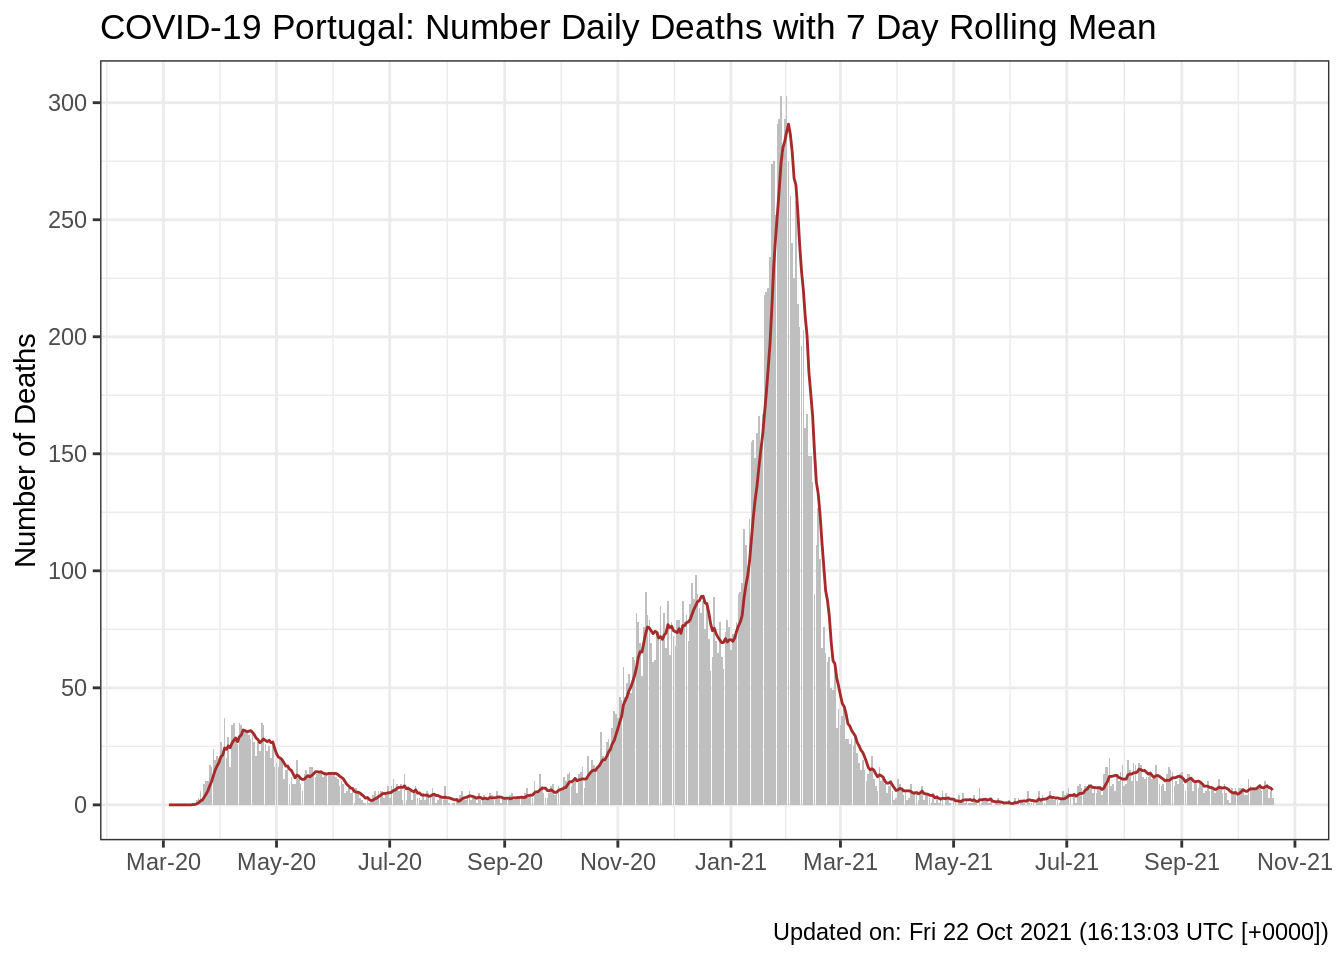 COVID-19 Portugal: Number Daily Deaths with 7 Day Rolling Mean
Number of Deaths
300
250
200
150
100
50
0
Mar-20 May-20 Jul-20 Sep-20 Nov-20 Jan-21 Mar-21 May-21 Jul-21 Sep-21 Nov-21
Updated on: Fri 22 Oct 2021 (16:13:03 UTC [+0000])